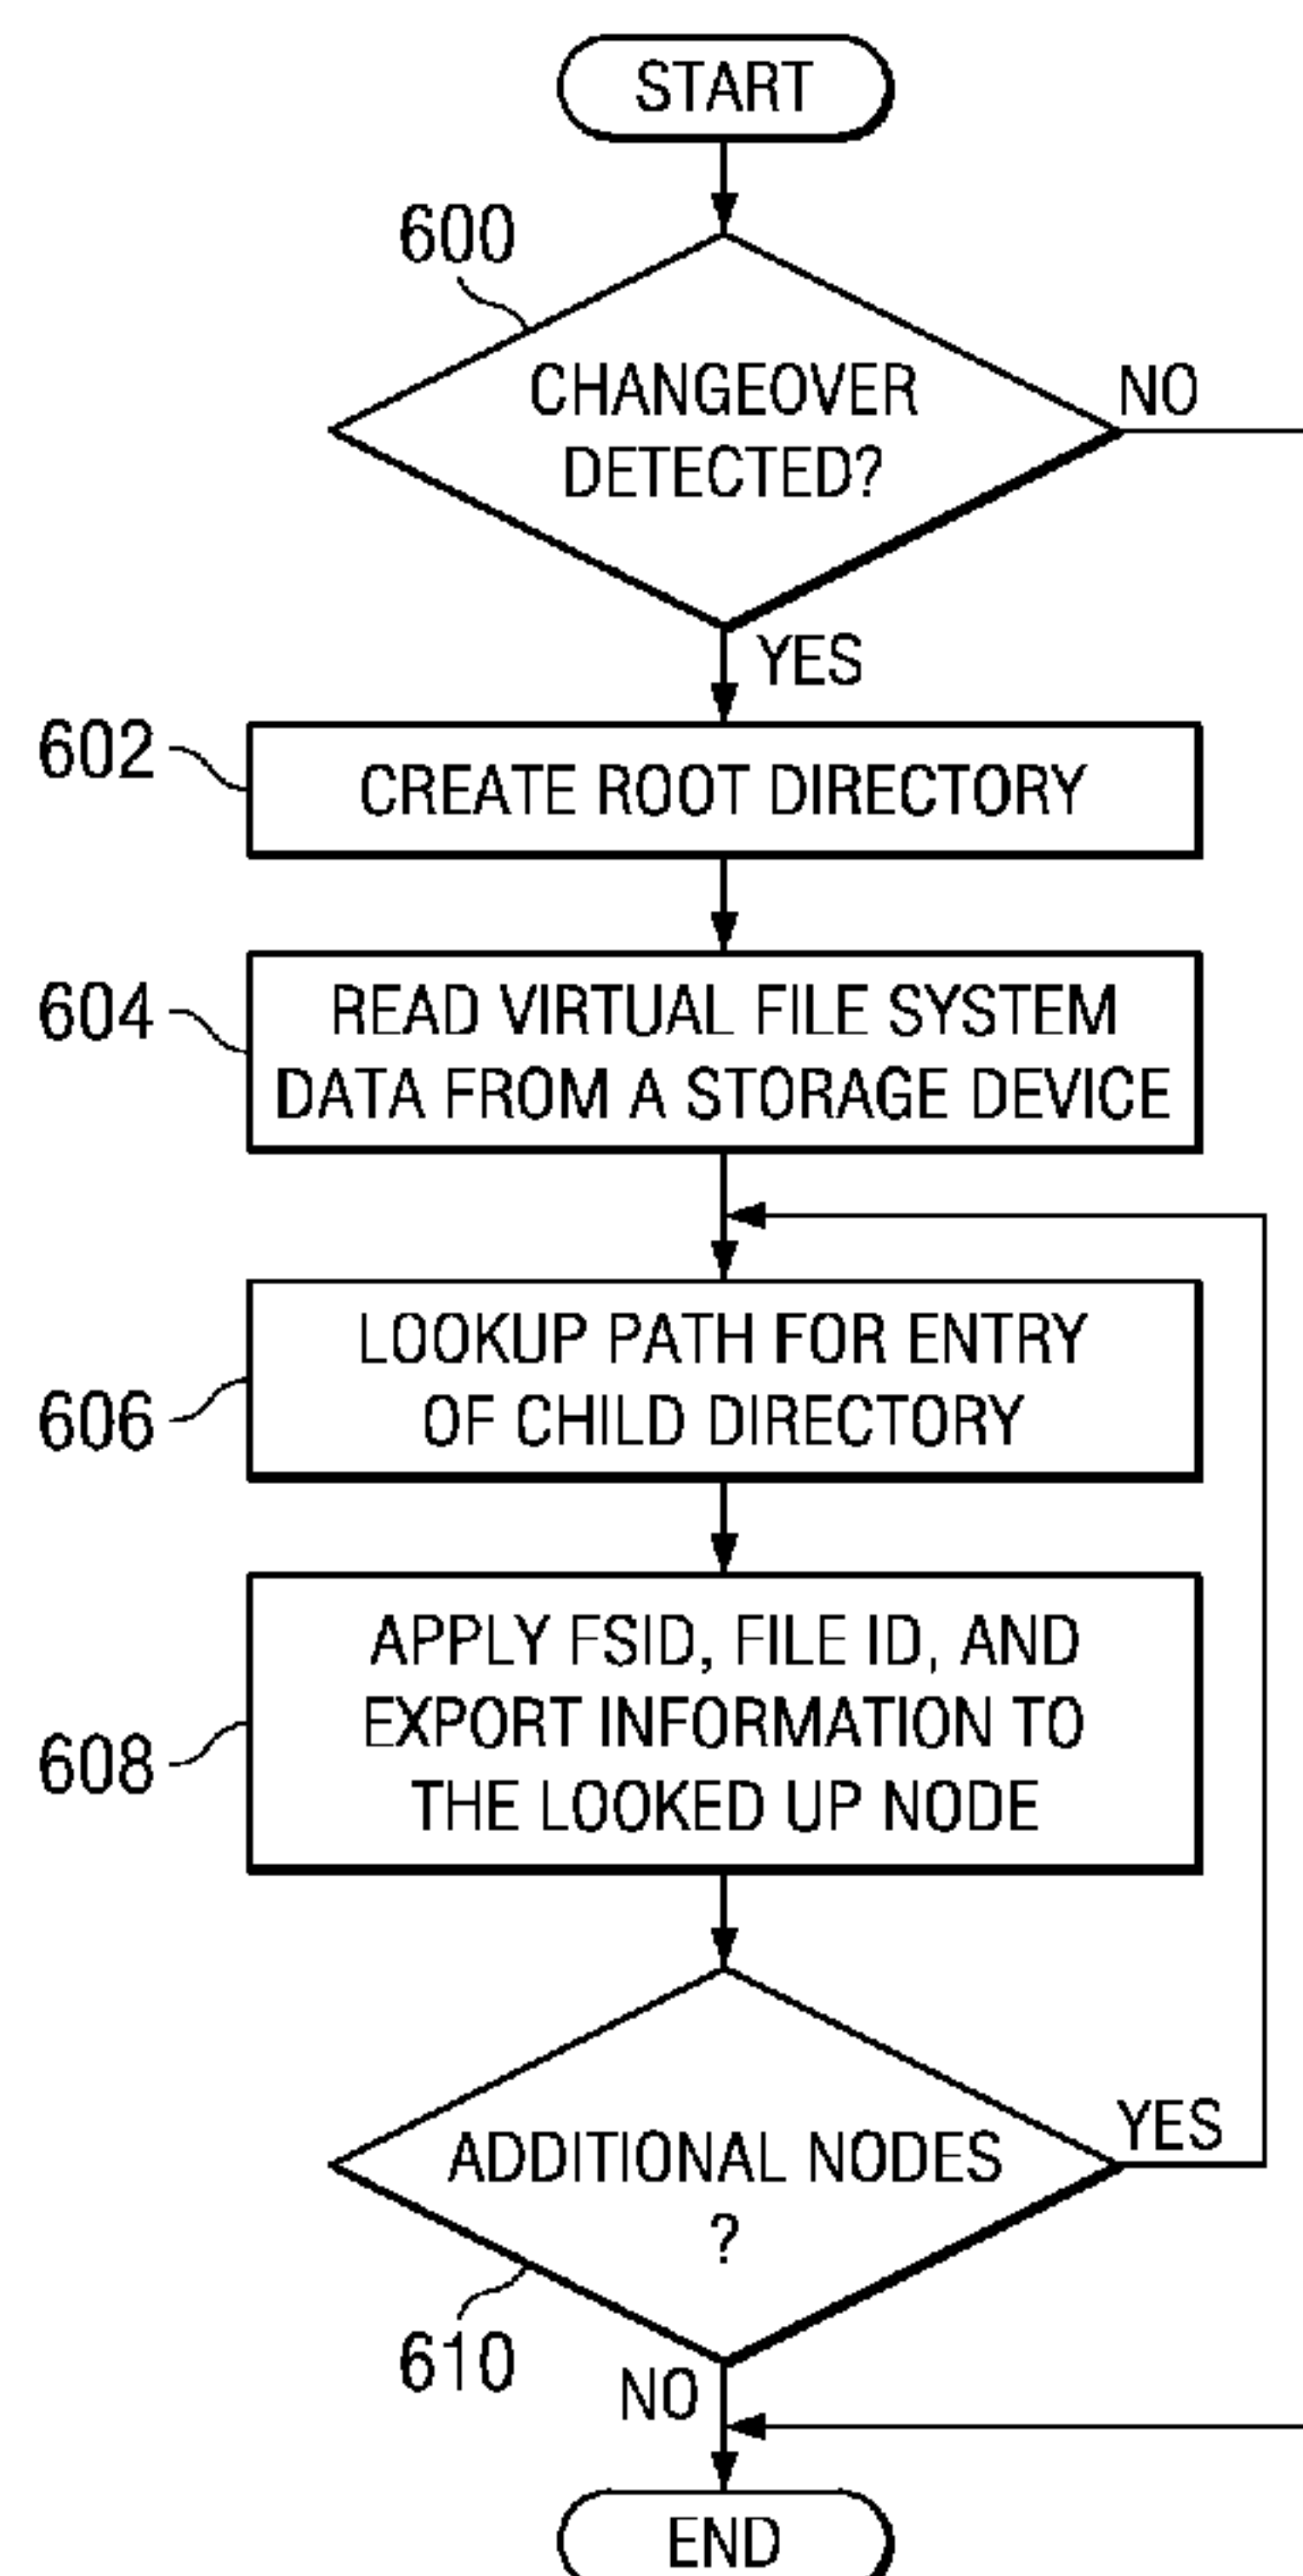 START
600
CHANGEOVER
DETECTED?
NO
YES
602
CREATE ROOT DIRECTORY
604
READ VIRTUAL FILE SYSTEM
DATA FROM A STORAGE DEVICE
606
LOOKUP PATH FOR ENTRY
OF CHILD DIRECTORY
608
APPLY FSID, FILE ID, AND
EXPORT INFORMATION TO
THE LOOKED UP NODE
YES
ADDITIONAL NODES
?
610
NO
END